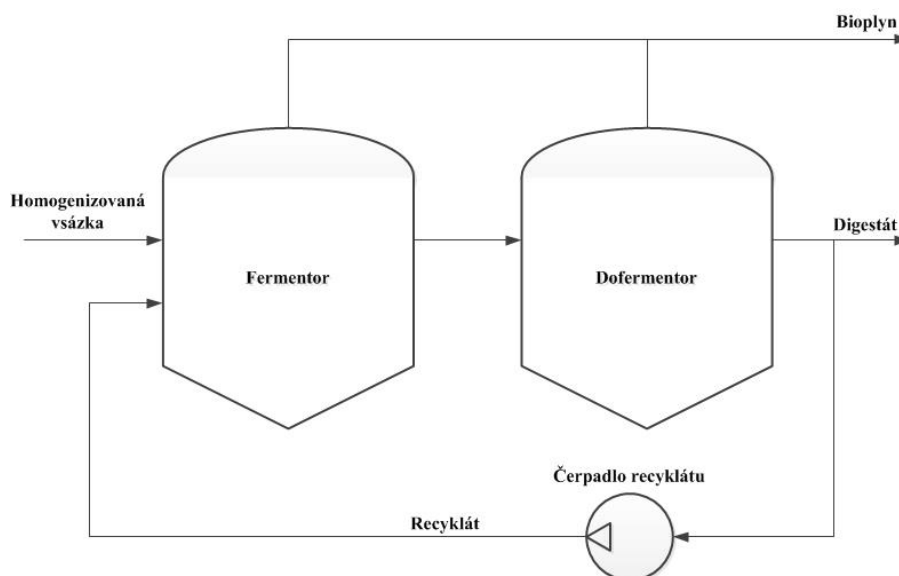 Bioplyn
Homogenizovaná
vsázka
Digestát
Fermentor
Dofermentor
Čerpadlo recyklátu
Recyklát